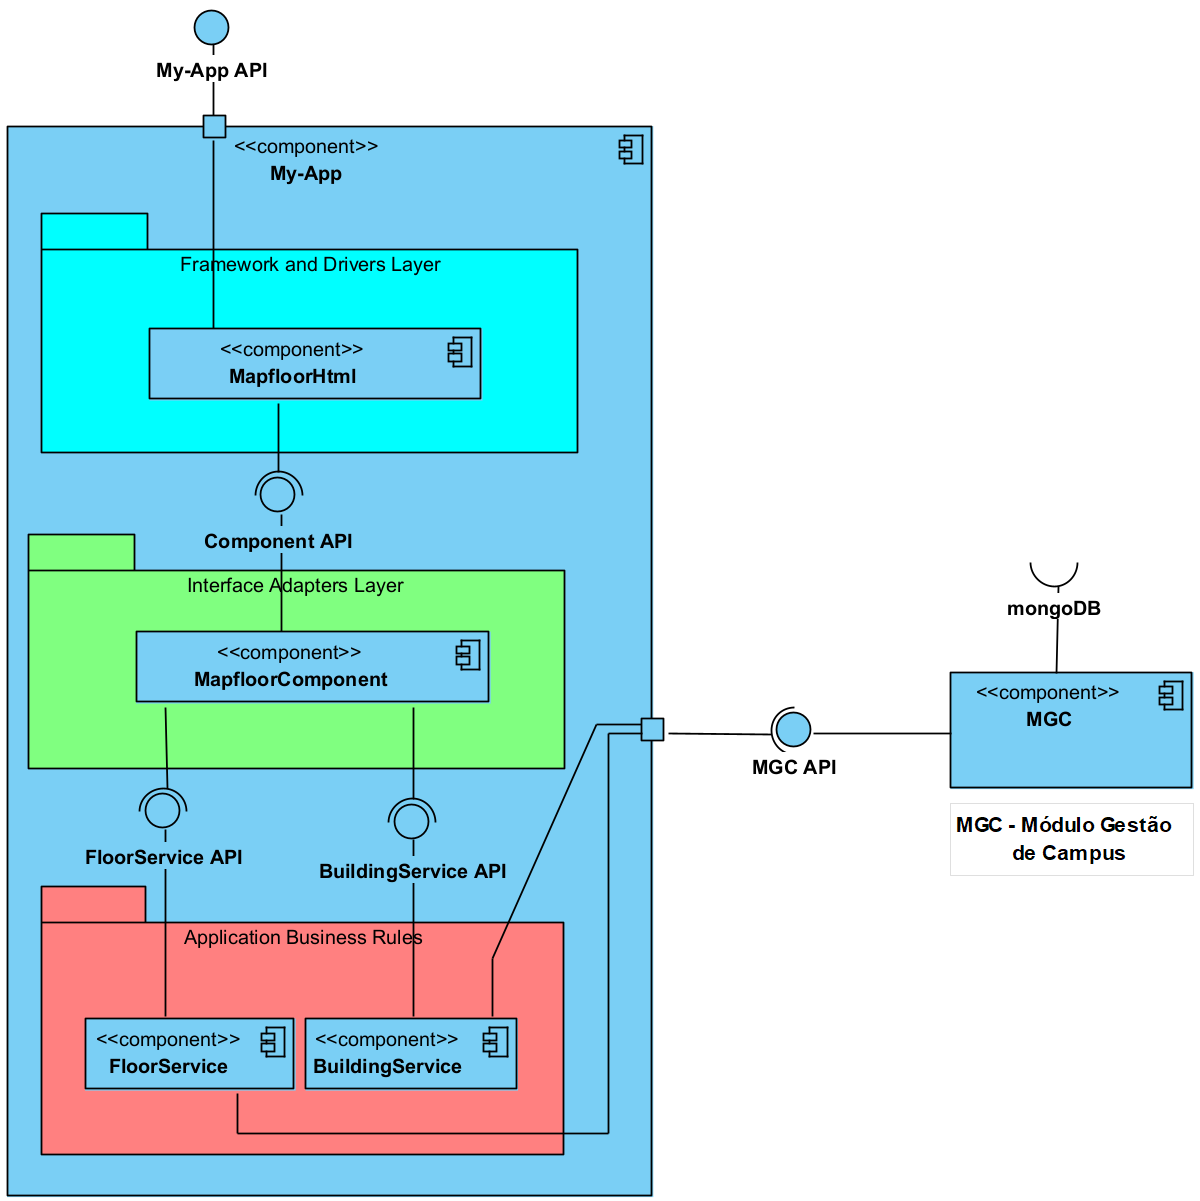 My-App API
<<component>>
My-App
Framework and Drivers Layer
<<component>>
MapfloorHtml
Component API
Interface Adapters Layer
<<component>>
MapfloorComponent
mongoDB
<<component>>
MGC
MGC API
MGC - Módulo Gestão
de Campus
FloorService API
BuildingService API
Application Business Rules
<<component>>
FloorService
<<component>>
BuildingService